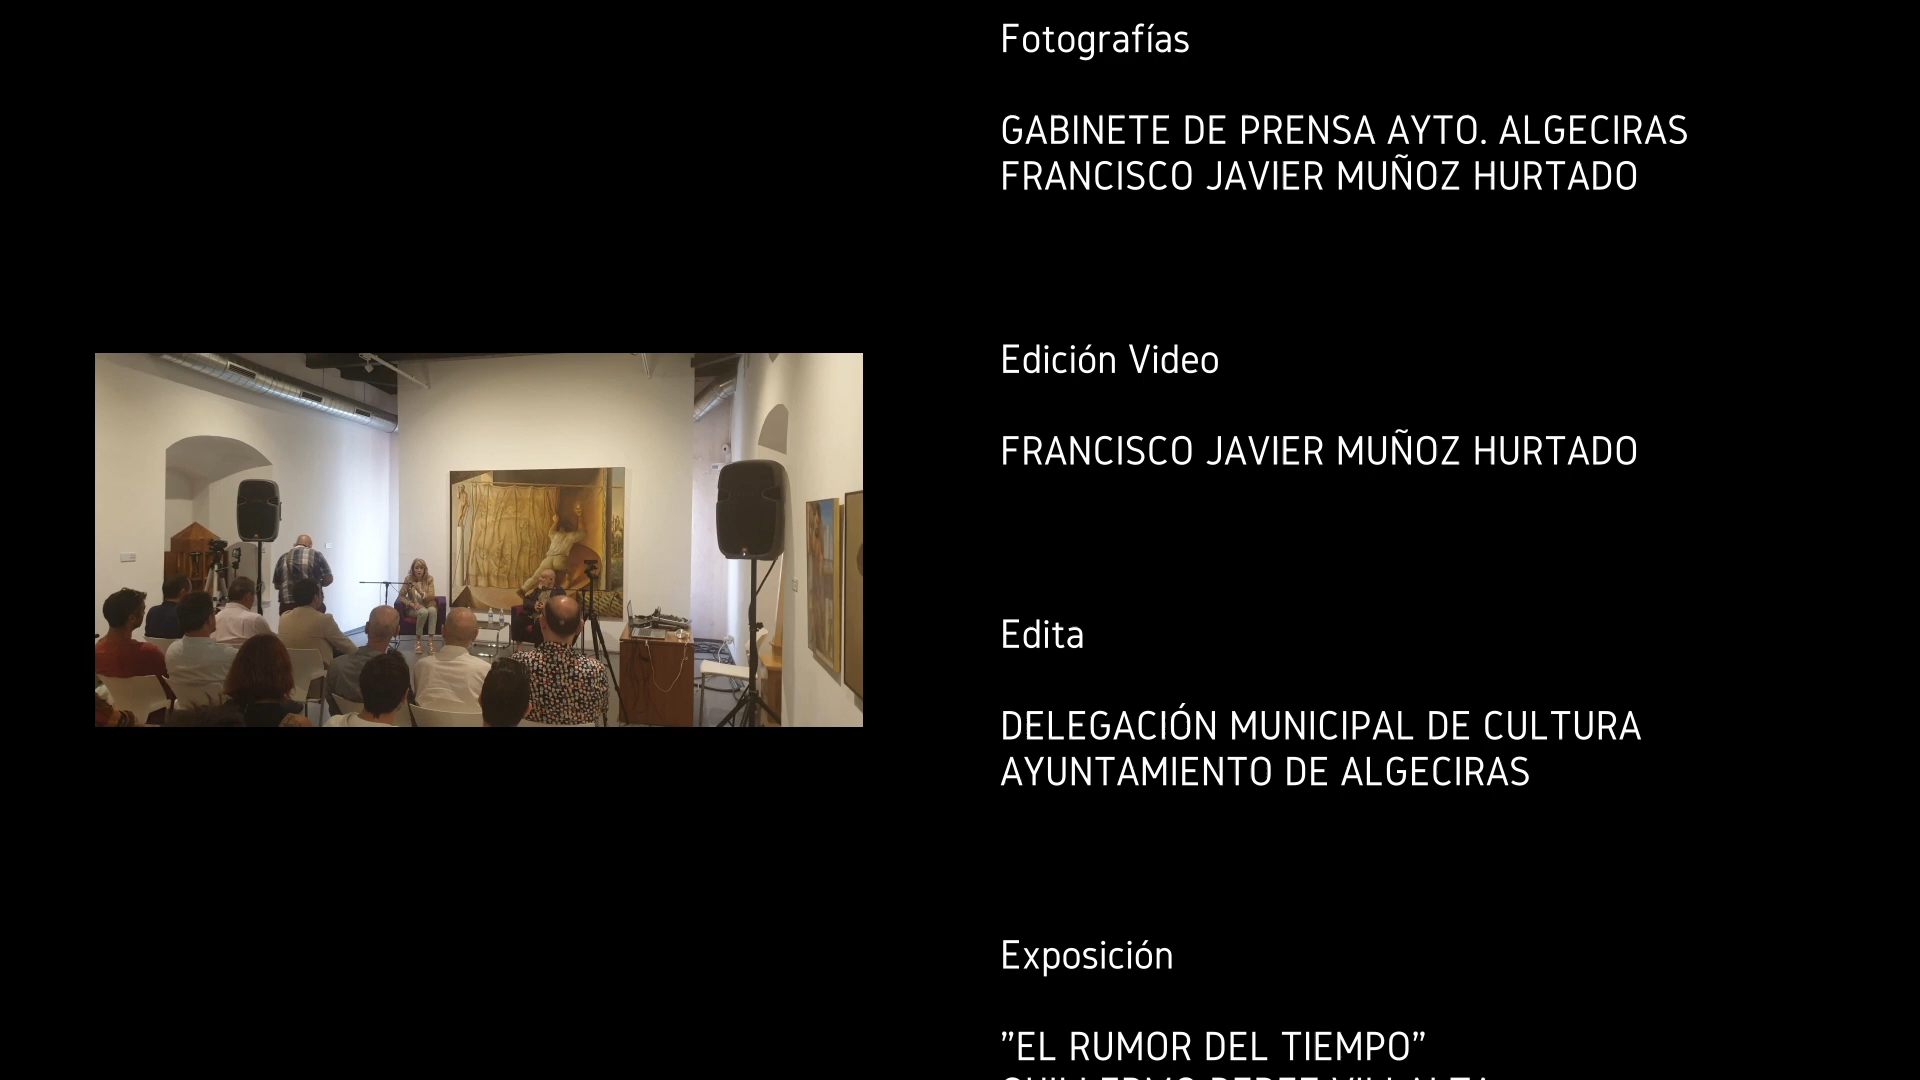 Fotografías
GABINETE DE PRENSA AYTO. ALGECIRAS
FRANCISCO JAVIER MUÑOZ HURTADO
Edición Video
FRANCISCO JAVIER MUÑOZ HURTADO
Edita
DELEGACIÓN MUNICIPAL DE CULTURA
AYUNTAMIENTO DE ALGECIRAS
Exposición
”EL RUMOR DEL TIEMPO”